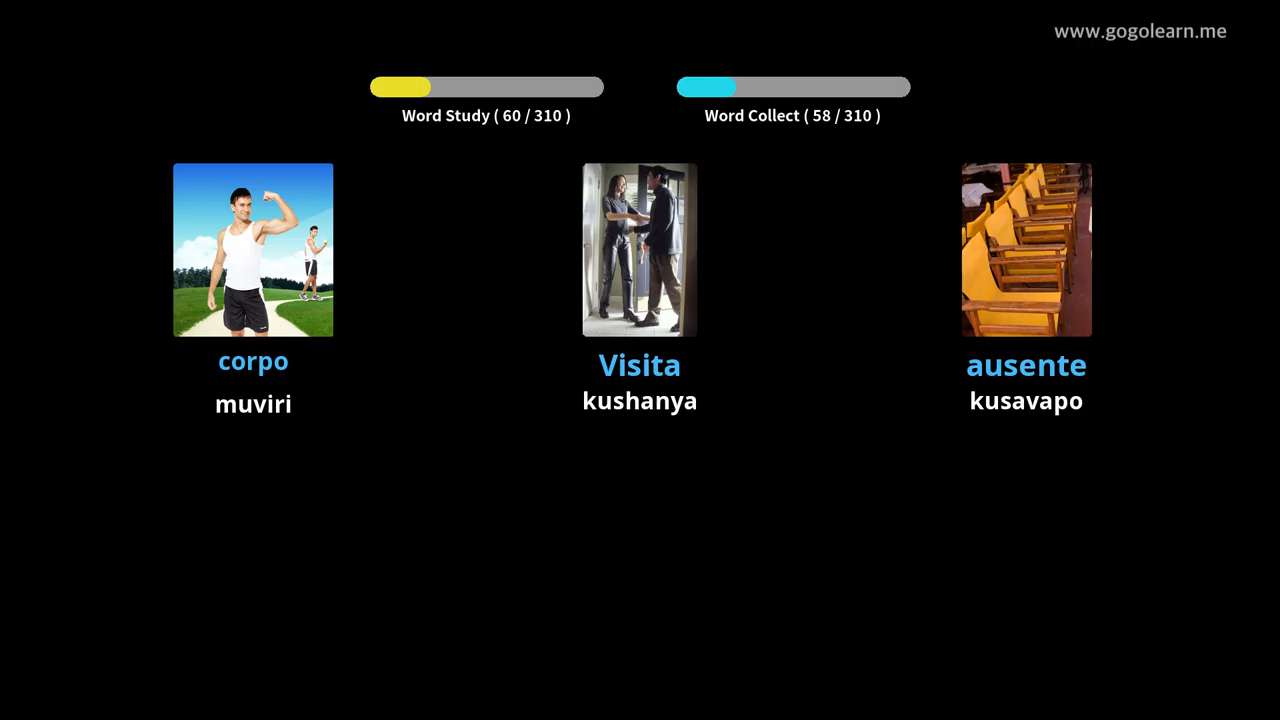 www.gogolearn.me
Word Study ( 60 / 310 )
Word Collect ( 58 / 310 )
corpo
muviri
Visita
kushanya
ausente
kusavapo